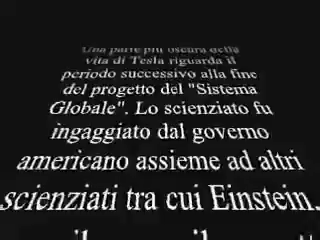 Una parte più oscura della
vita di Tesla riguarda il
periodo successivo alla fine
del progetto del "Sistema
Globale". Lo scienziato fu
ingaggiato dal governo
americano assieme ad altri
scienziati tra cui Einstein.